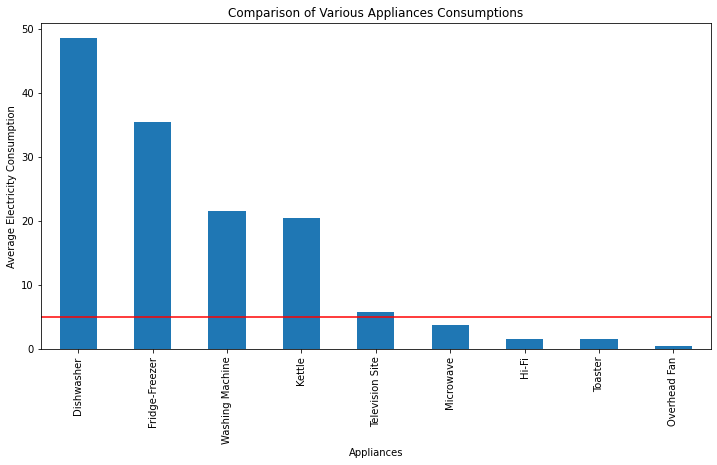 Comparison of Various Appliances Consumptions
Average Electricity Consumption
50
40
30
20
10
0
Dishwasher
Fridge-Freezer
Washing Machine
Kettle
Television Site
Microwave
Hi-Fi
Toaster
Overhead Fan
Appliances